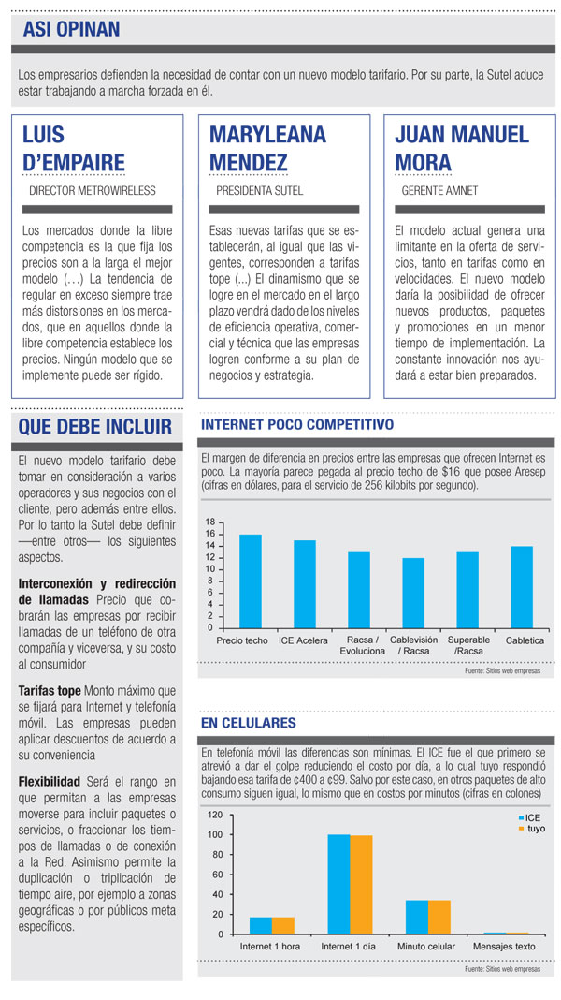 ASI OPINAN
Los empresarios defienden la necesidad de contar con un nuevo modelo tarifario. Por su parte, la Sutel aduce
estar trabajando a marcha forzada en él.
LUIS
D’EMPAIRE
DIRECTOR METROWIRELESS
Los mercados donde la libre
competencia es la que fija los
precios son a la larga el mejor
modelo (…) La tendencia de
regular en exceso siempre trae
más distorsiones en los merca-
dos, que en aquellos donde la
libre competencia establece los
precios. Ningún modelo que se
implemente puede ser rígido.
MARYLEANA
MENDEZ
PRESIDENTA SUTEL
Esas nuevas tarifas que se es-
tablecerán, al igual que las vi-
gentes, corresponden a tarifas
tope (...) El dinamismo que se
logre en el mercado en el largo
plazo vendrá dado de los niveles
de eficiencia operativa, comer-
cial y técnica que las empresas
logren conforme a su plan de
negocios y estrategia.
JUAN MANUEL
MORA
GERENTE AMNET
El modelo actual genera una
limitante en la oferta de servi-
cios, tanto en tarifas como en
velocidades. El nuevo modelo
daría la posibilidad de ofrecer
nuevos productos, paquetes
y promociones en un menor
tiempo de implementación. La
constante innovación nos ayu-
dará a estar bien preparados.
QUE DEBE INCLUIR
El nuevo modelo tarifario debe
tomar en consideración a varios
operadores y sus negocios con el
cliente, pero además entre ellos.
Por lo tanto la Sutel debe definir
—entre otros— los siguientes
aspectos.
Interconexión y redirección
de llamadas Precio que co-
brarán las empresas por recibir
llamadas de un teléfono de otra
compañía y viceversa, y su costo
al consumidor
Tarifas tope Monto máximo que
se fijará para Internet y telefonía
móvil. Las empresas pueden
aplicar descuentos de acuerdo a
su conveniencia
Flexibilidad Será el rango en
que permitan a las empresas
moverse para incluir paquetes o
servicios, o fraccionar los tiem-
pos de llamadas o de conexión
a la Red. Asimismo permite la
duplicación o triplicación de
tiempo aire, por ejemplo a zonas
geográficas o por públicos meta
específicos.
INTERNET POCO COMPETITIVO
El margen de diferencia en precios entre las empresas que ofrecen Internet es
poco. La mayoría parece pegada al precio techo de $16 que posee Aresep
(cifras en dólares, para el servicio de 256 kilobits por segundo).
18
16
14
12
10
8
6
4
2
0
Precio techo ICE Acelera Racsa / Cablevisión Superable Cabletica
Evoluciona / Racsa /Racsa
Fuente: Sitios web empresas
EN CELULARES
En telefonía móvil las diferencias son mínimas. El ICE fue el que primero se
atrevió a dar el golpe reduciendo el costo por día, a lo cual tuyo respondió
bajando esa tarifa de ¢400 a ¢99. Salvo por este caso, en otros paquetes de alto
consumo siguen igual, lo mismo que en costos por minutos (cifras en colones)
ICE
tuyo
120
100
80
60
40
20
0
Internet 1 hora Internet 1 día Minuto celular Mensajes texto
Fuente: Sitios web empresas